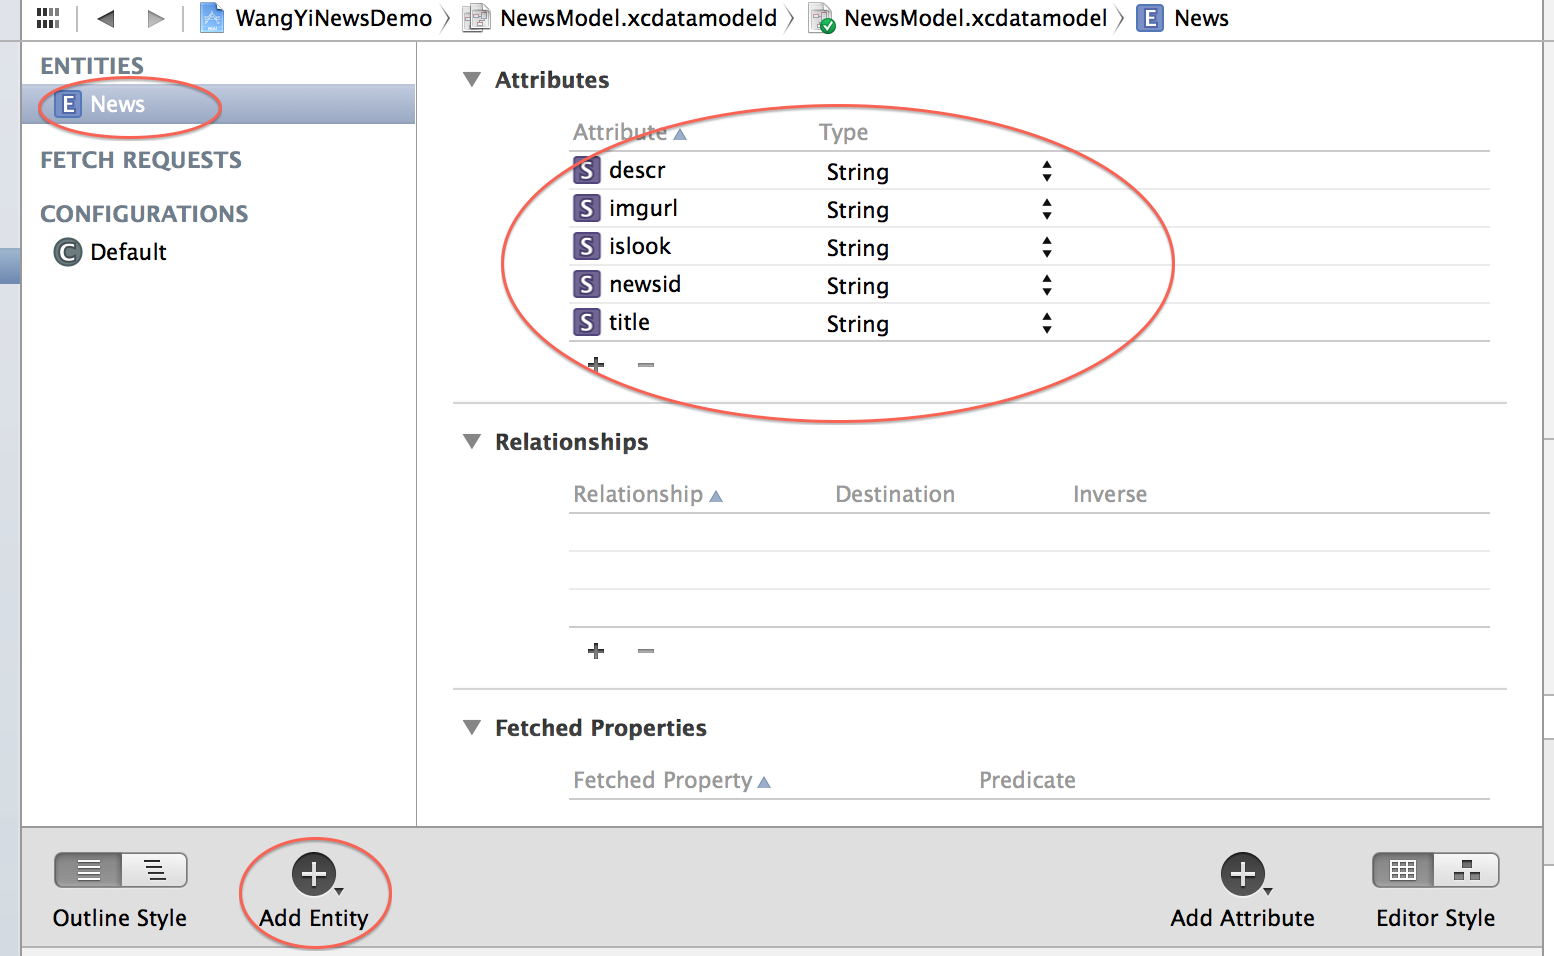 WangYiNewsDemo NewsModel.xcdatamodeld NewsModel.xcdatamodel E News
ENTITIES
E News
FETCH REQUESTS
CONFIGURATIONS
C Default
Attributes
Attribute Type
S descr String
S imgurl String
S islook String
S newsid String
S title String
Relationships
Relationship Destination Inverse
Fetched Properties
Fetched Property Predicate
Outline Style Add Entity Add Attribute Editor Style